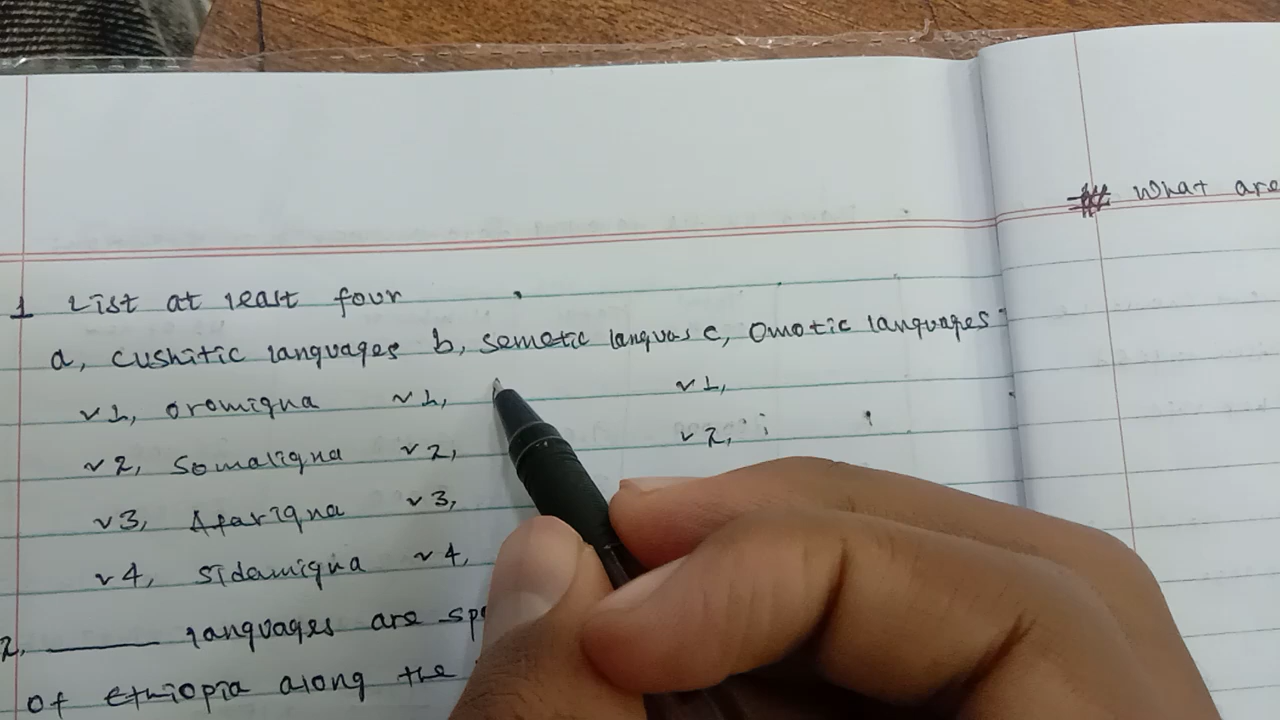 # What are
1 List at least four
a, cushitic languages b, semetic languas c, Omotic languages
v1, oromiqna v1, v1,
v2, Somaliqna v2, v2,
v3, Afariqna v3,
v4, Sidamiqna v4,
2, ______ languages are
of Ethiopia along the